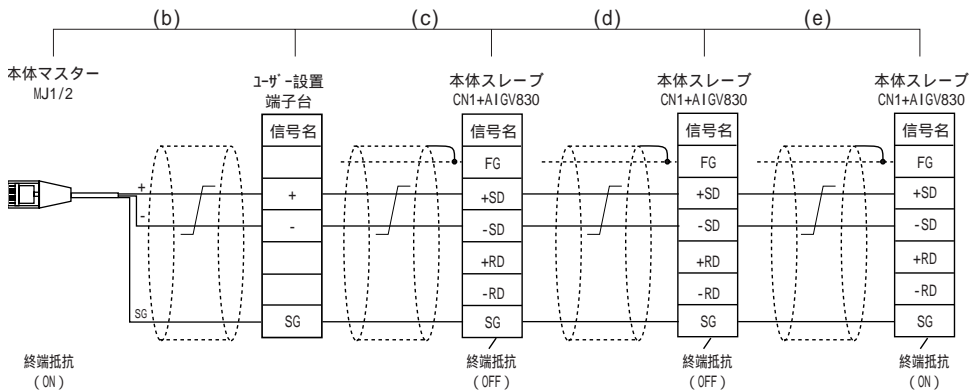 (b)
(c)
(d)
(e)
本体マスター
MJ1/2
ﾕｰｻﾞｰ設置
端子台
本体スレーブ
CN1+AIGV830
本体スレーブ
CN1+AIGV830
本体スレーブ
CN1+AIGV830
信号名
+
-
SG
信号名
FG
+SD
-SD
+RD
-RD
SG
信号名
FG
+SD
-SD
+RD
-RD
SG
信号名
FG
+SD
-SD
+RD
-RD
SG
+
-
SG
終端抵抗
(ON)
終端抵抗
(OFF)
終端抵抗
(OFF)
終端抵抗
(ON)